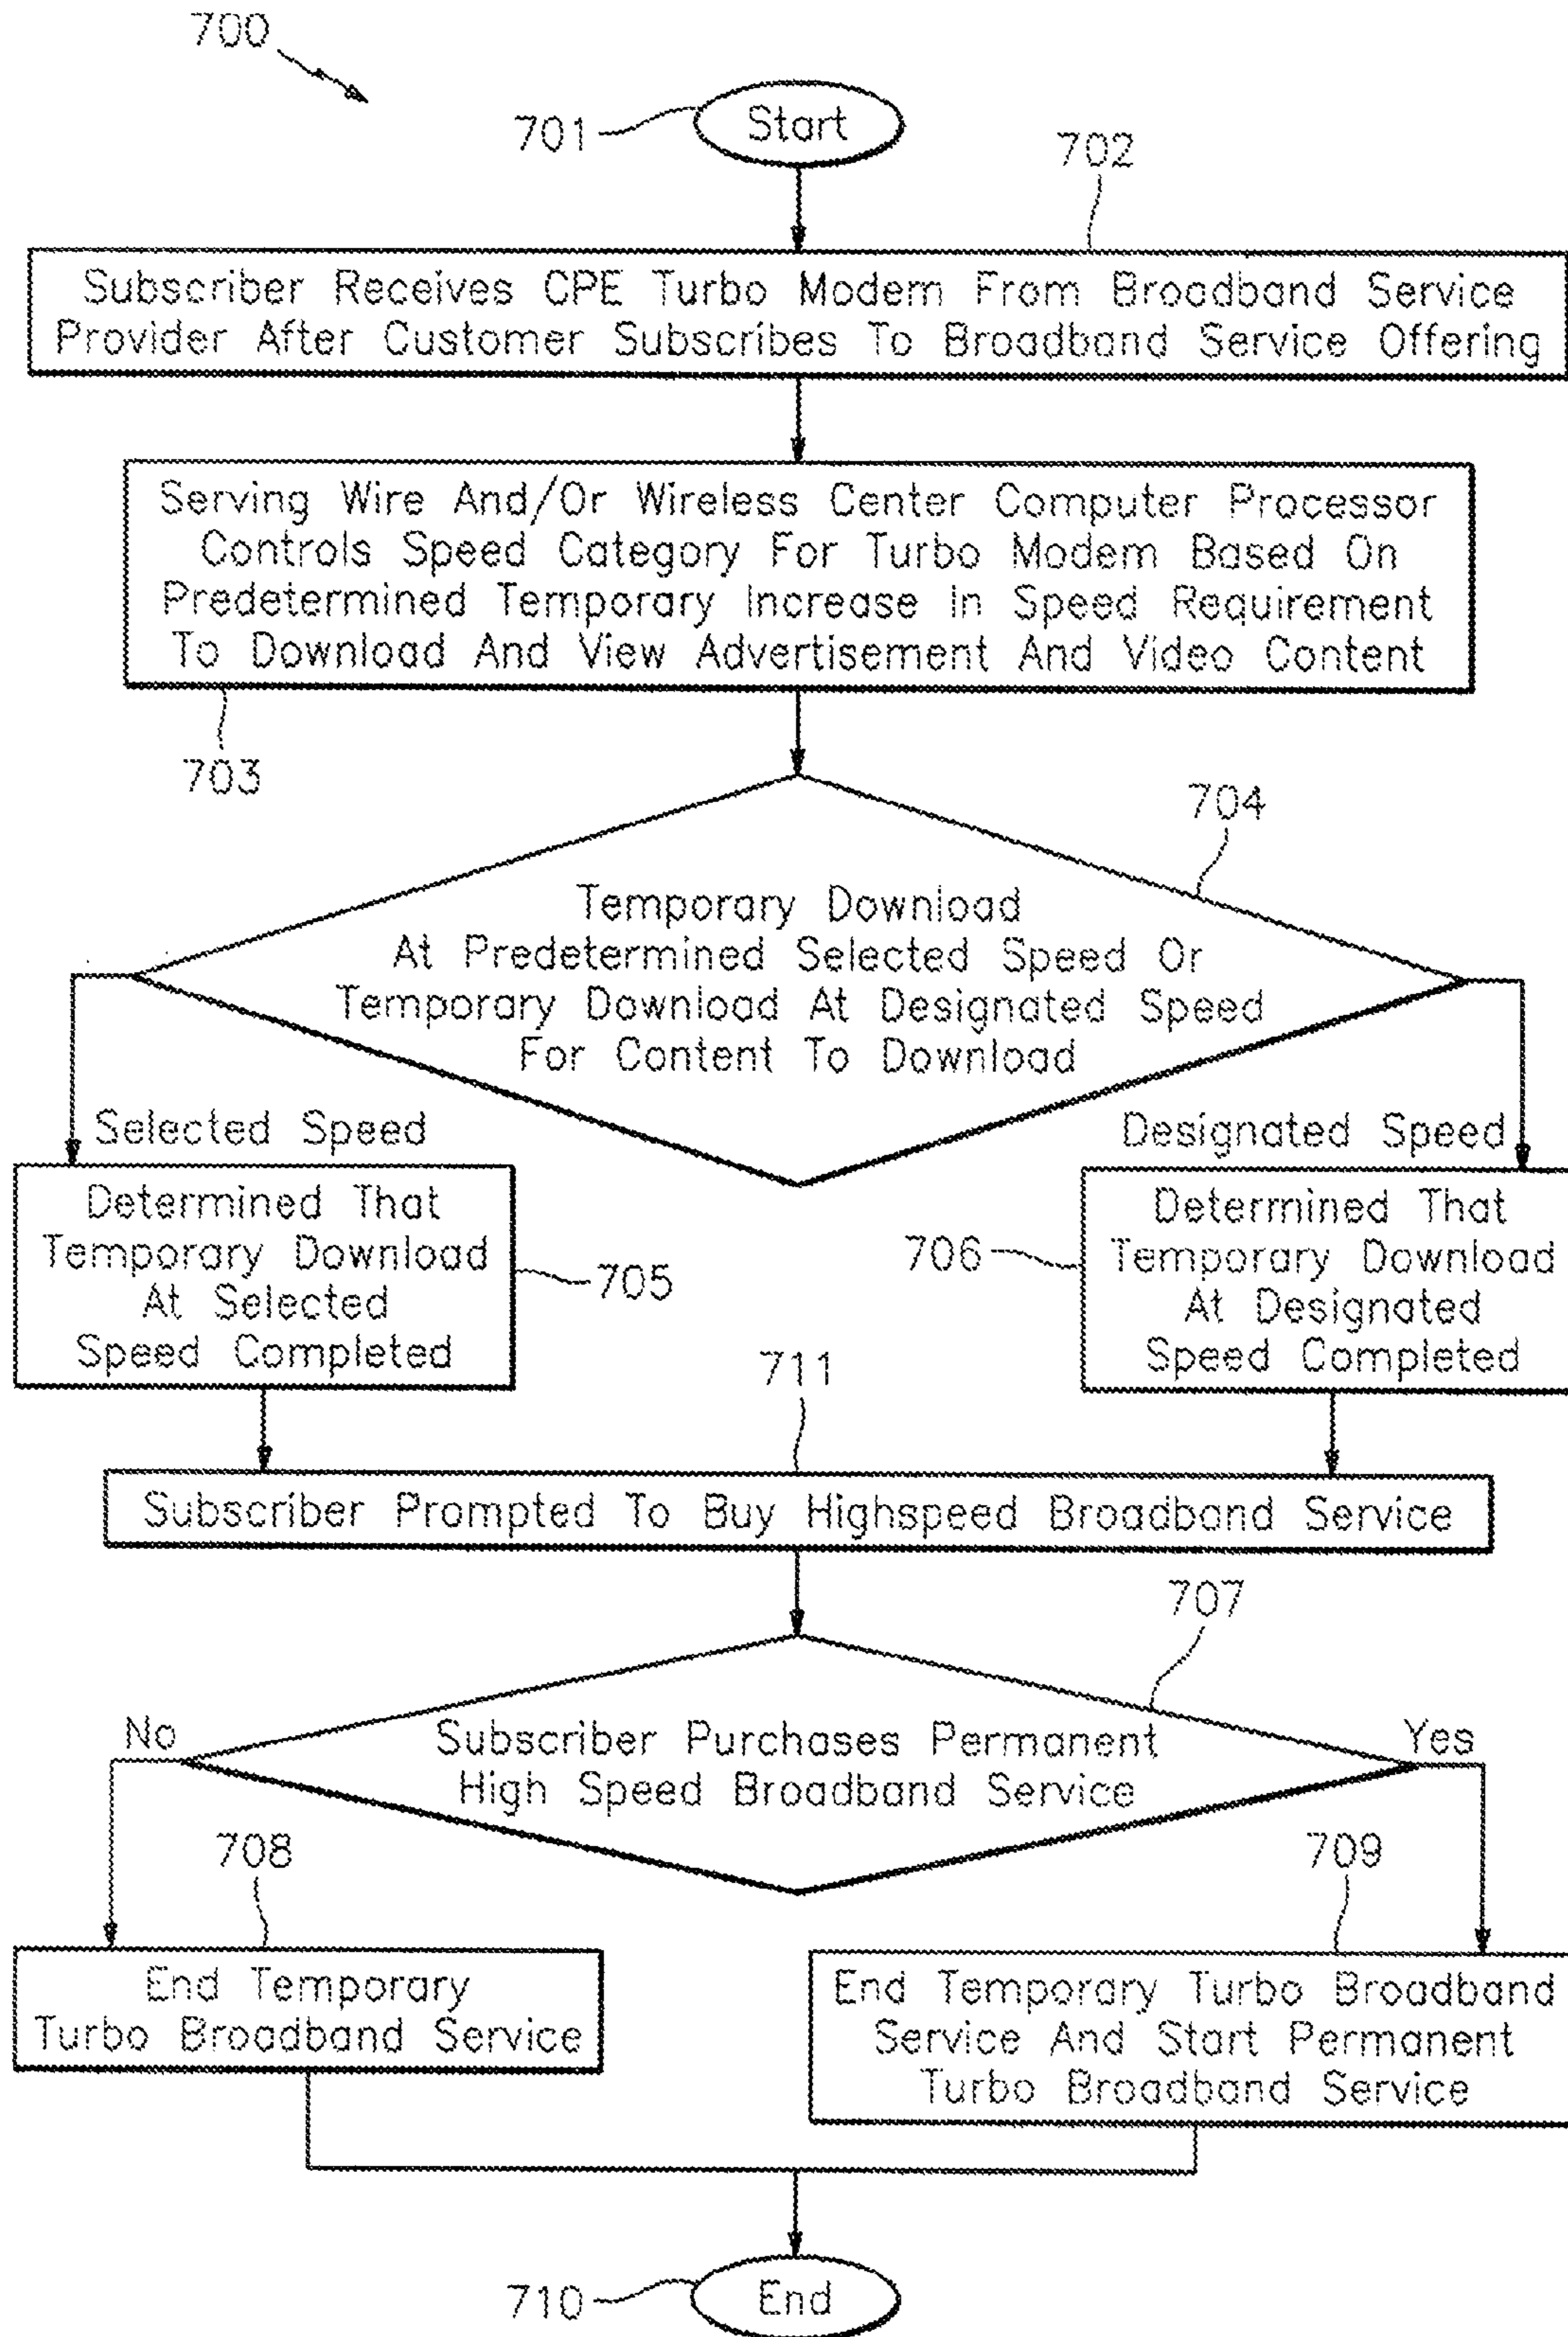 700
701
Start
702
Subscriber Receives CPE Turbo Modem From Broadband Service
Provider After Customer Subscribes To Broadband Service Offering
Serving Wire And/Or Wireless Center Computer Processor
Controls Speed Category For Turbo Modem Based On
Predetermined Temporary Increase In Speed Requirement
To Download And View Advertisement And Video Content
703
704
Temporary Download
At Predetermined Selected Speed Or
Temporary Download At Designated Speed
For Content To Download
Selected Speed
Designated Speed
Determined That
Temporary Download
At Selected
Speed Completed
705
706
Determined That
Temporary Download
At Designated
Speed Completed
711
Subscriber Prompted To Buy Highspeed Broadband Service
707
No
Subscriber Purchases Permanent
High Speed Broadband Service
Yes
708
709
End Temporary
Turbo Broadband Service
End Temporary Turbo Broadband
Service And Start Permanent
Turbo Broadband Service
710
End